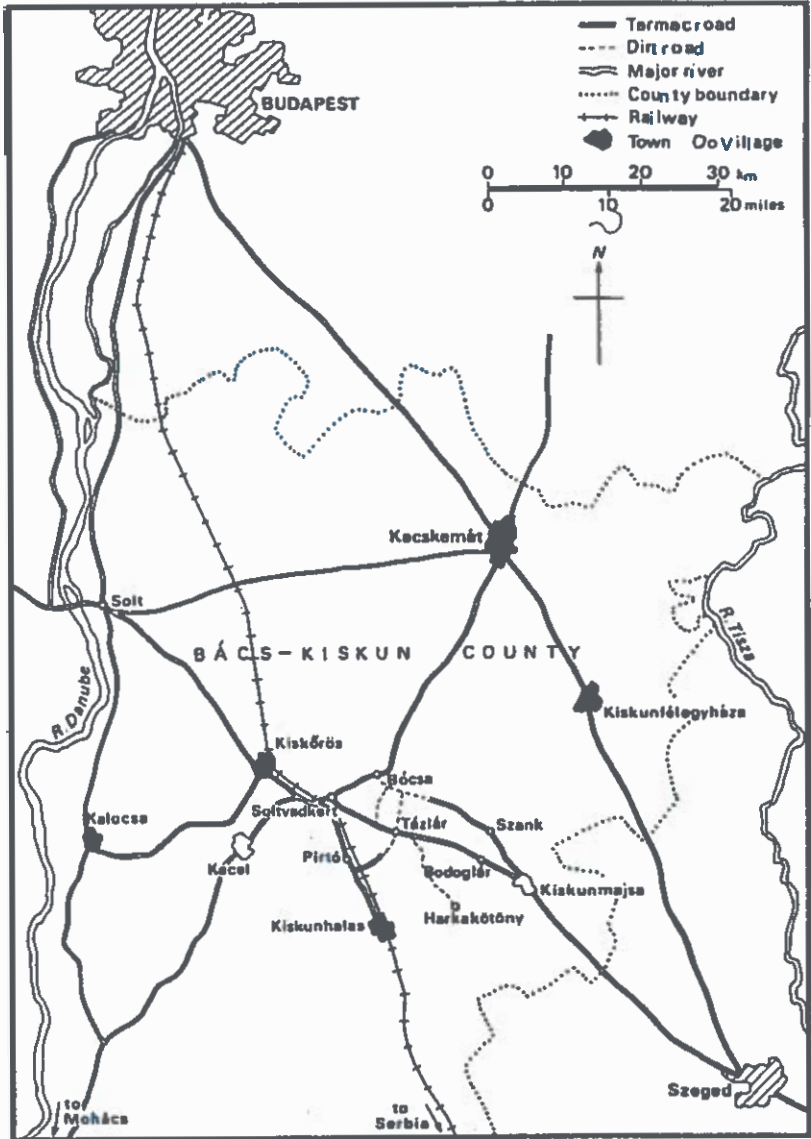 Tarmac road
Dirt road
Major river
County boundary
Railway
Town Oo Village
0 10 20 30 km
0 10 20 miles
N
BUDAPEST
Kecskemét
Solt
R. Tisza
BÁCS-KISKUN COUNTY
R. Danube
Kiskunfélegyháza
Kiskőrös
Bócsa
Soltvadkert
Kalocsa
Tázlár
Szank
Kecel
Pirtó
Bodoglár
Kiskunmajsa
Harkakötöny
Kiskunhalas
Szeged
to
Mohács
to
Serbia